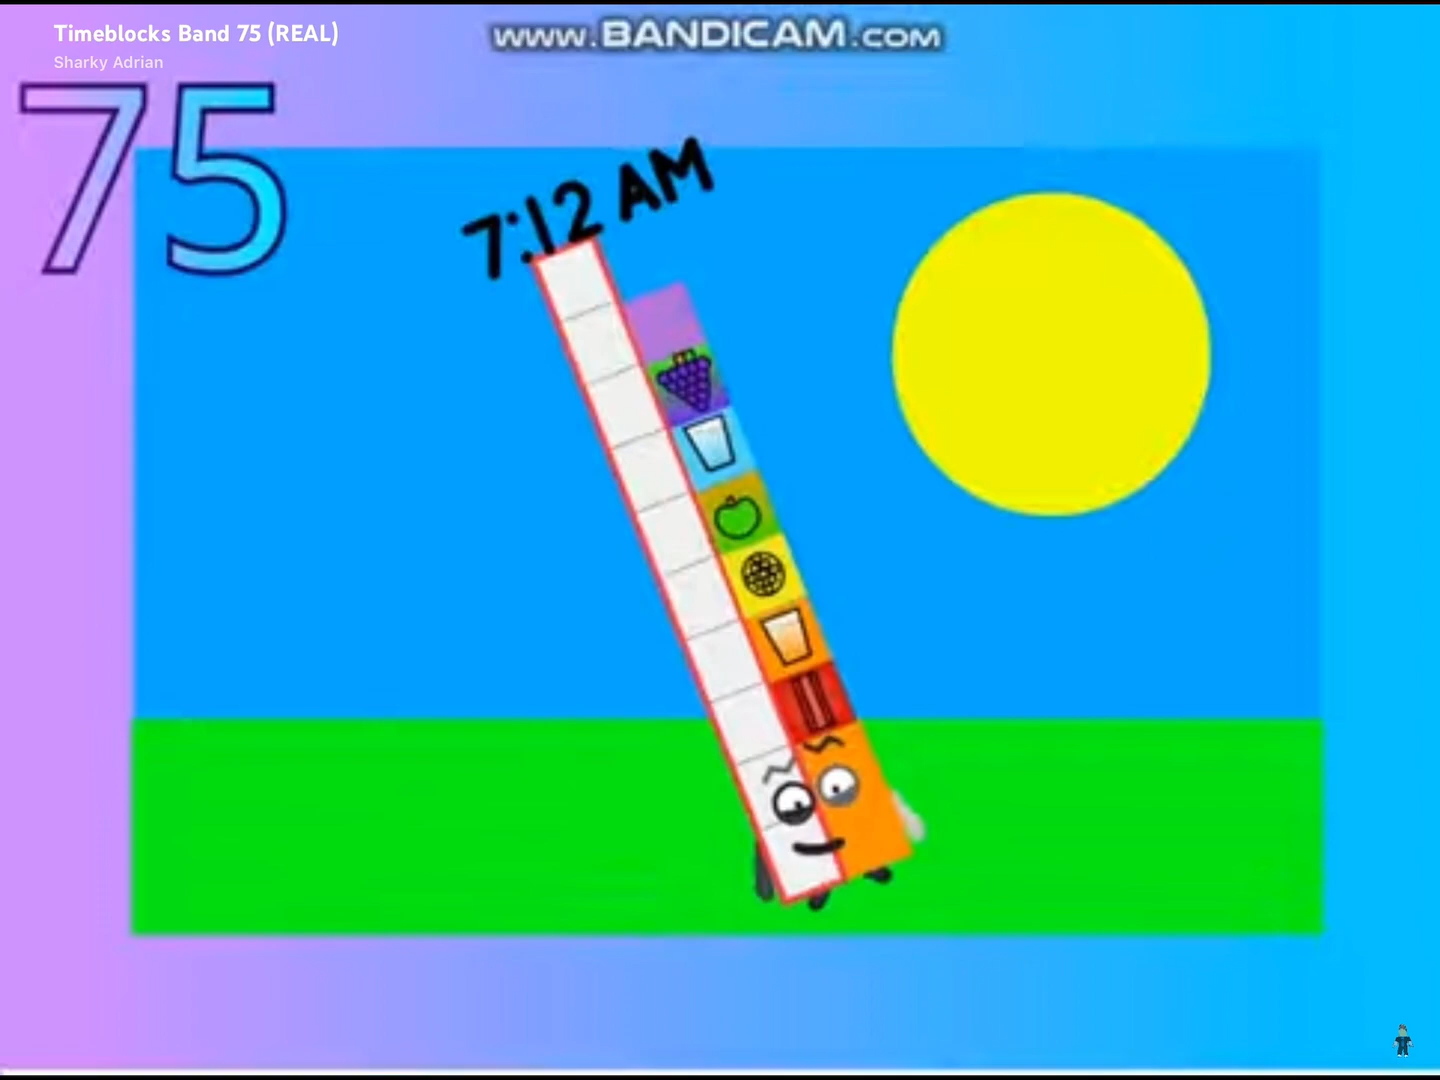 Timeblocks Band 75 (REAL)
Sharky Adrian
www.BANDICAM.com
75
7:12 AM